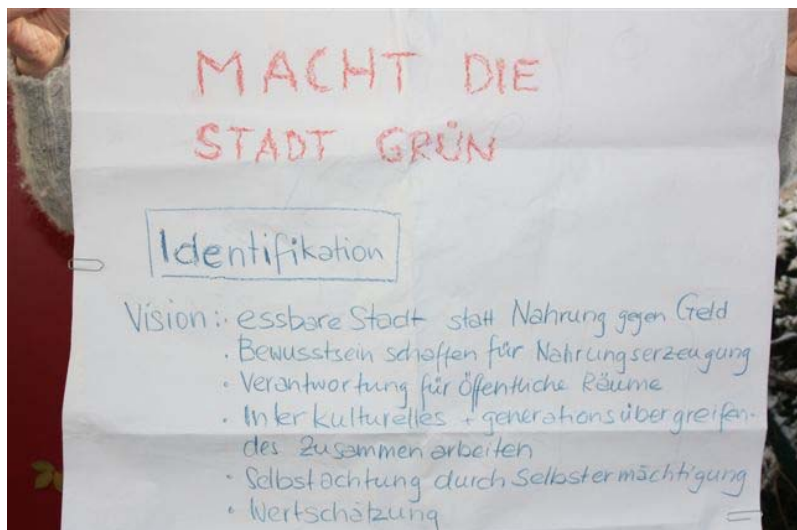 MACHT DIE
STADT GRÜN
Identifikation
Vision: · essbare Stadt statt Nahrung gegen Geld
· Bewusstsein schaffen für Nahrungserzeugung
· Verantwortung für öffentliche Räume
· Interkulturelles + generationsübergreifen-
des Zusammenarbeiten
· Selbstachtung durch Selbstermächtigung
· Wertschätzung